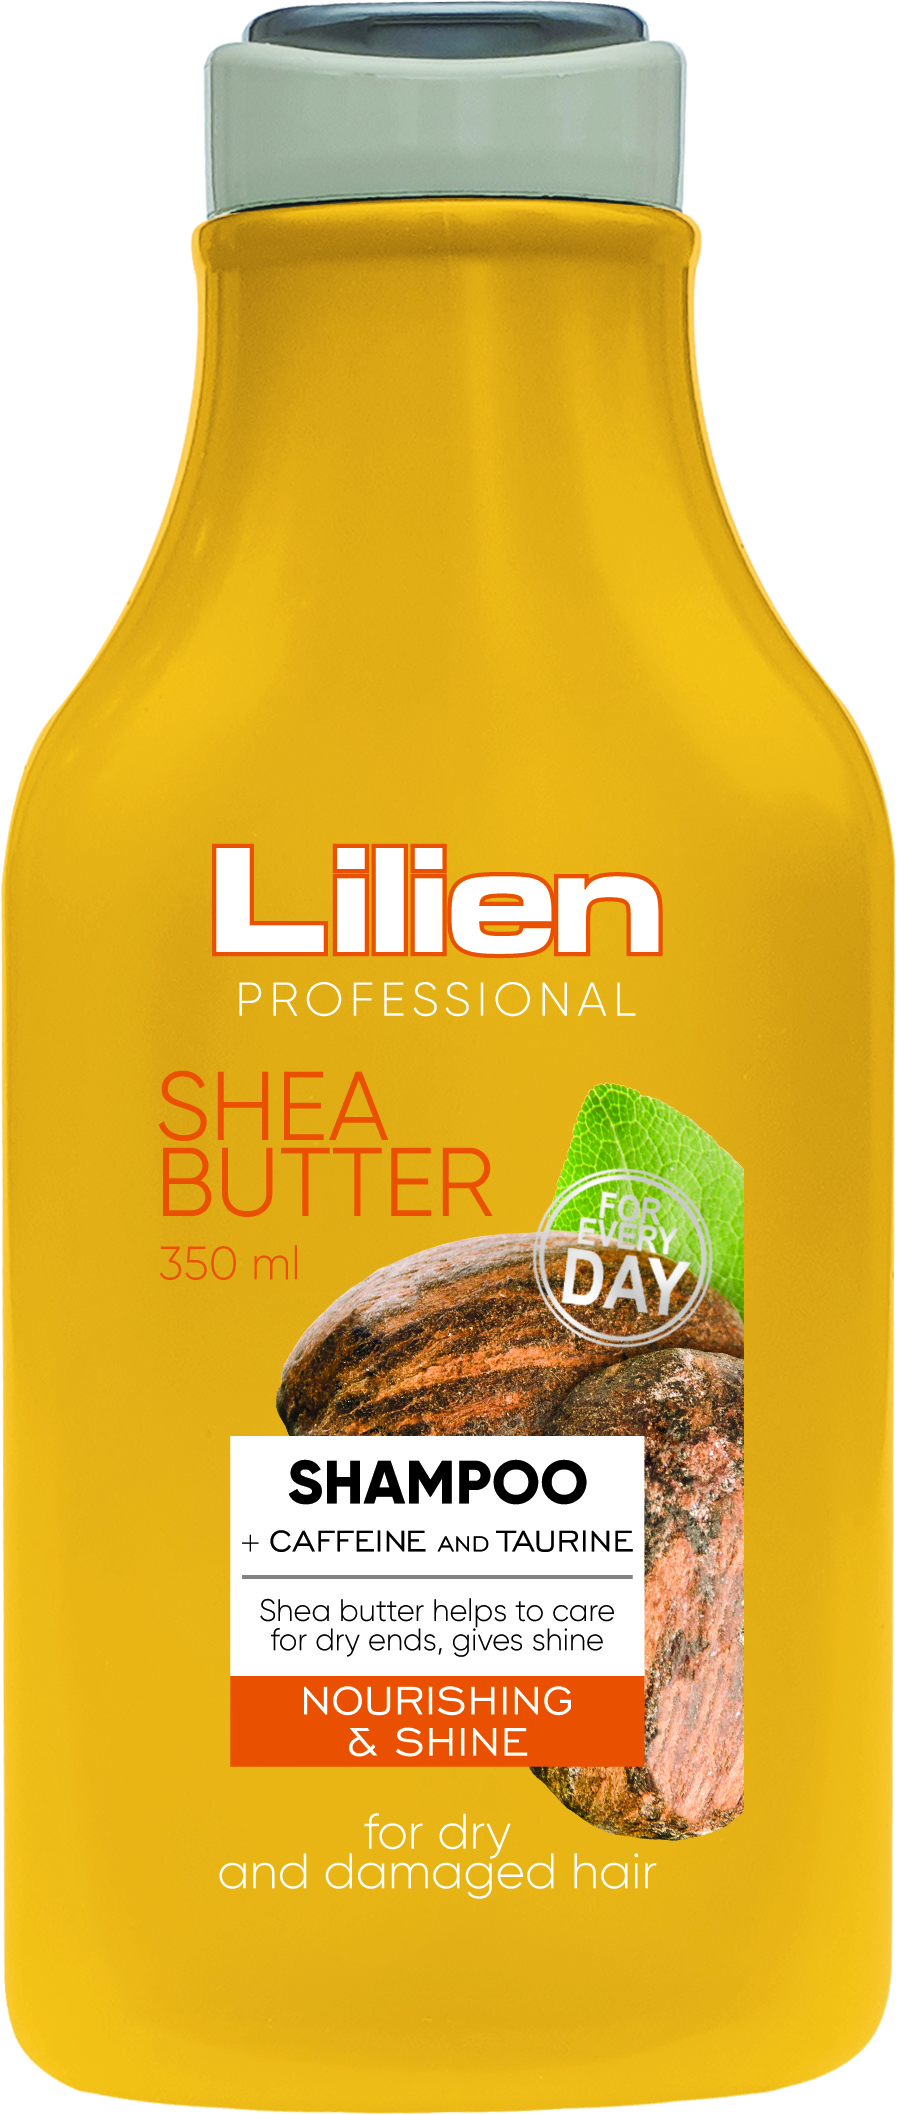 Lilien
PROFESSIONAL
SHEA
BUTTER
350 ml
FOR
EVERY
DAY
SHAMPOO
+ CAFFEINE AND TAURINE
Shea butter helps to care
for dry ends, gives shine
NOURISHING
& SHINE
for dry
and damaged hair